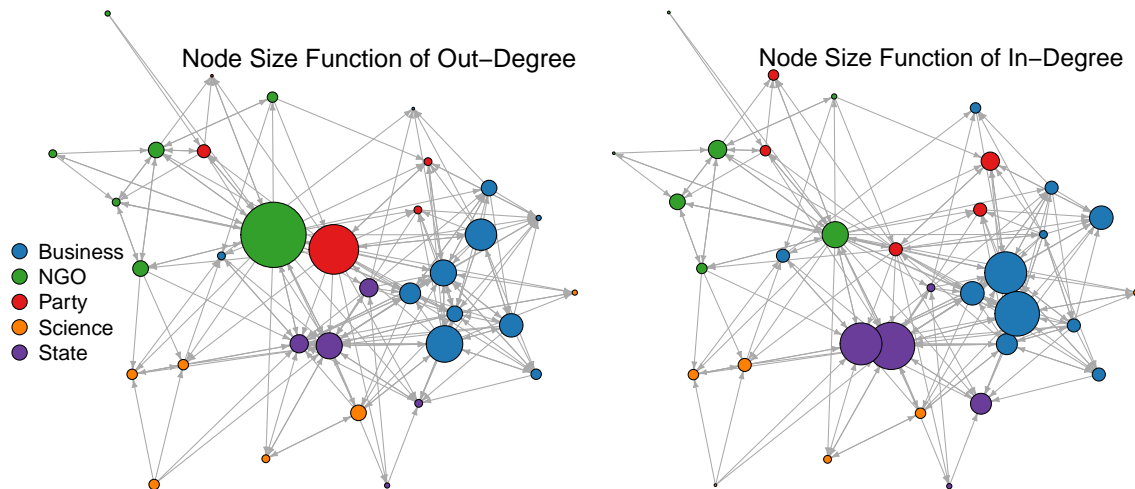 Node Size Function of Out−Degree
Node Size Function of In−Degree
Business
NGO
Party
Science
State